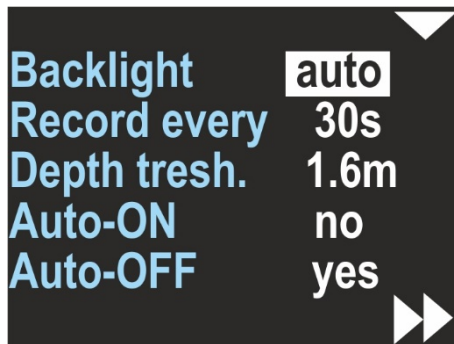 Backlight auto
Record every 30s
Depth tresh. 1.6m
Auto-ON no
Auto-OFF yes